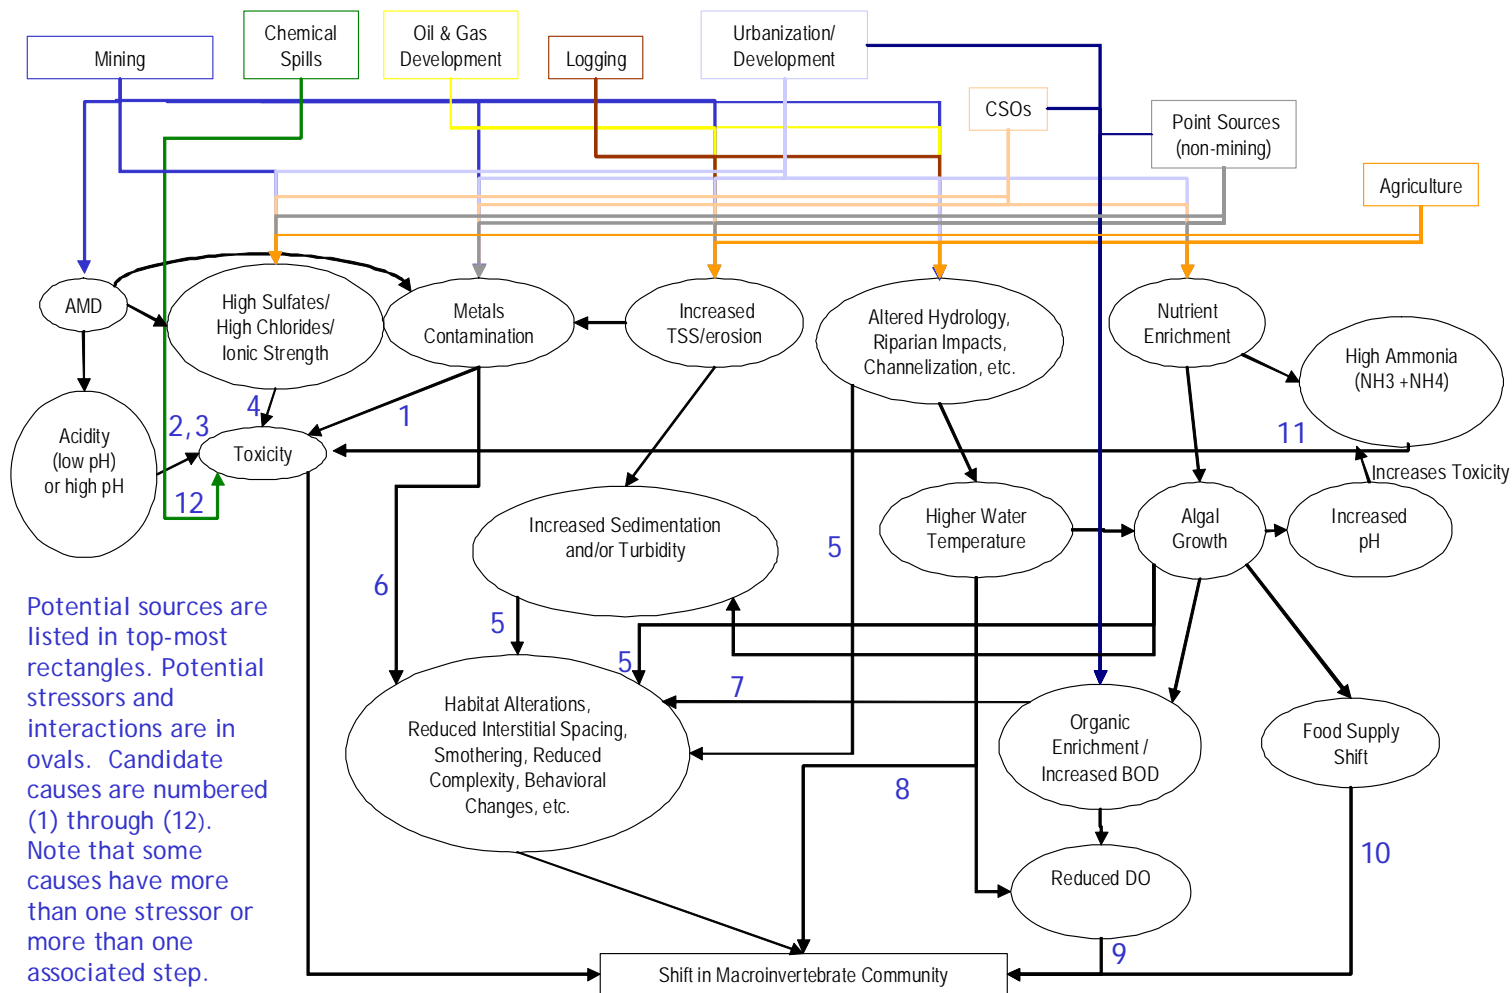 Mining
Chemical
Spills
Oil & Gas
Development
Logging
Urbanization/
Development
CSOs
Point Sources
(non-mining)
Agriculture
AMD
High Sulfates/
High Chlorides/
Ionic Strength
Metals
Contamination
Increased
TSS/erosion
Altered Hydrology,
Riparian Impacts,
Channelization, etc.
Nutrient
Enrichment
High Ammonia
(NH3 +NH4)
Acidity
(low pH)
or high pH
2,3
4
Toxicity
1
11
12
Increases Toxicity
Increased Sedimentation
and/or Turbidity
5
Higher Water
Temperature
Algal
Growth
Increased
pH
6
5
5
7
Potential sources are
listed in top-most
rectangles. Potential
stressors and
interactions are in
ovals. Candidate
causes are numbered
(1) through (12).
Note that some
causes have more
than one stressor or
more than one
associated step.
Habitat Alterations,
Reduced Interstitial Spacing,
Smothering, Reduced
Complexity, Behavioral
Changes, etc.
Organic
Enrichment /
Increased BOD
Food Supply
Shift
8
10
Reduced DO
9
Shift in Macroinvertebrate Community